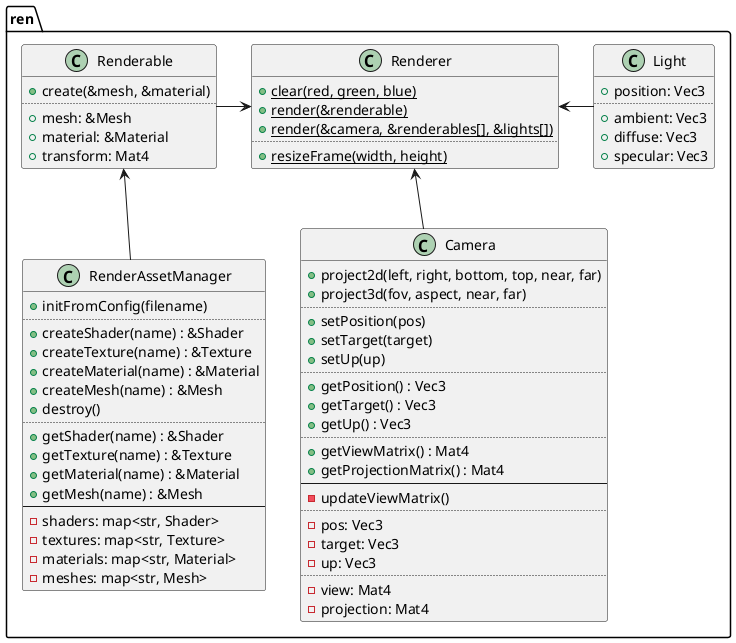 ren
C Renderable
create(&mesh, &material)
mesh: &Mesh
material: &Material
transform: Mat4
C Renderer
clear(red, green, blue)
render(&renderable)
render(&camera, &renderables[], &lights[])
resizeFrame(width, height)
C Light
position: Vec3
ambient: Vec3
diffuse: Vec3
specular: Vec3
C RenderAssetManager
initFromConfig(filename)
createShader(name) : &Shader
createTexture(name) : &Texture
createMaterial(name) : &Material
createMesh(name) : &Mesh
destroy()
getShader(name) : &Shader
getTexture(name) : &Texture
getMaterial(name) : &Material
getMesh(name) : &Mesh
shaders: map<str, Shader>
textures: map<str, Texture>
materials: map<str, Material>
meshes: map<str, Mesh>
C Camera
project2d(left, right, bottom, top, near, far)
project3d(fov, aspect, near, far)
setPosition(pos)
setTarget(target)
setUp(up)
getPosition() : Vec3
getTarget() : Vec3
getUp() : Vec3
getViewMatrix() : Mat4
getProjectionMatrix() : Mat4
updateViewMatrix()
pos: Vec3
target: Vec3
up: Vec3
view: Mat4
projection: Mat4